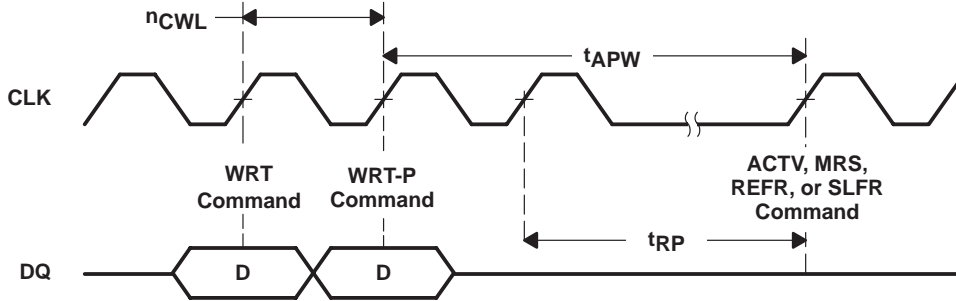 nCWL
tAPW
CLK
WRT
Command
WRT-P
Command
ACTV, MRS,
REFR, or SLFR
Command
tRP
DQ
D
D